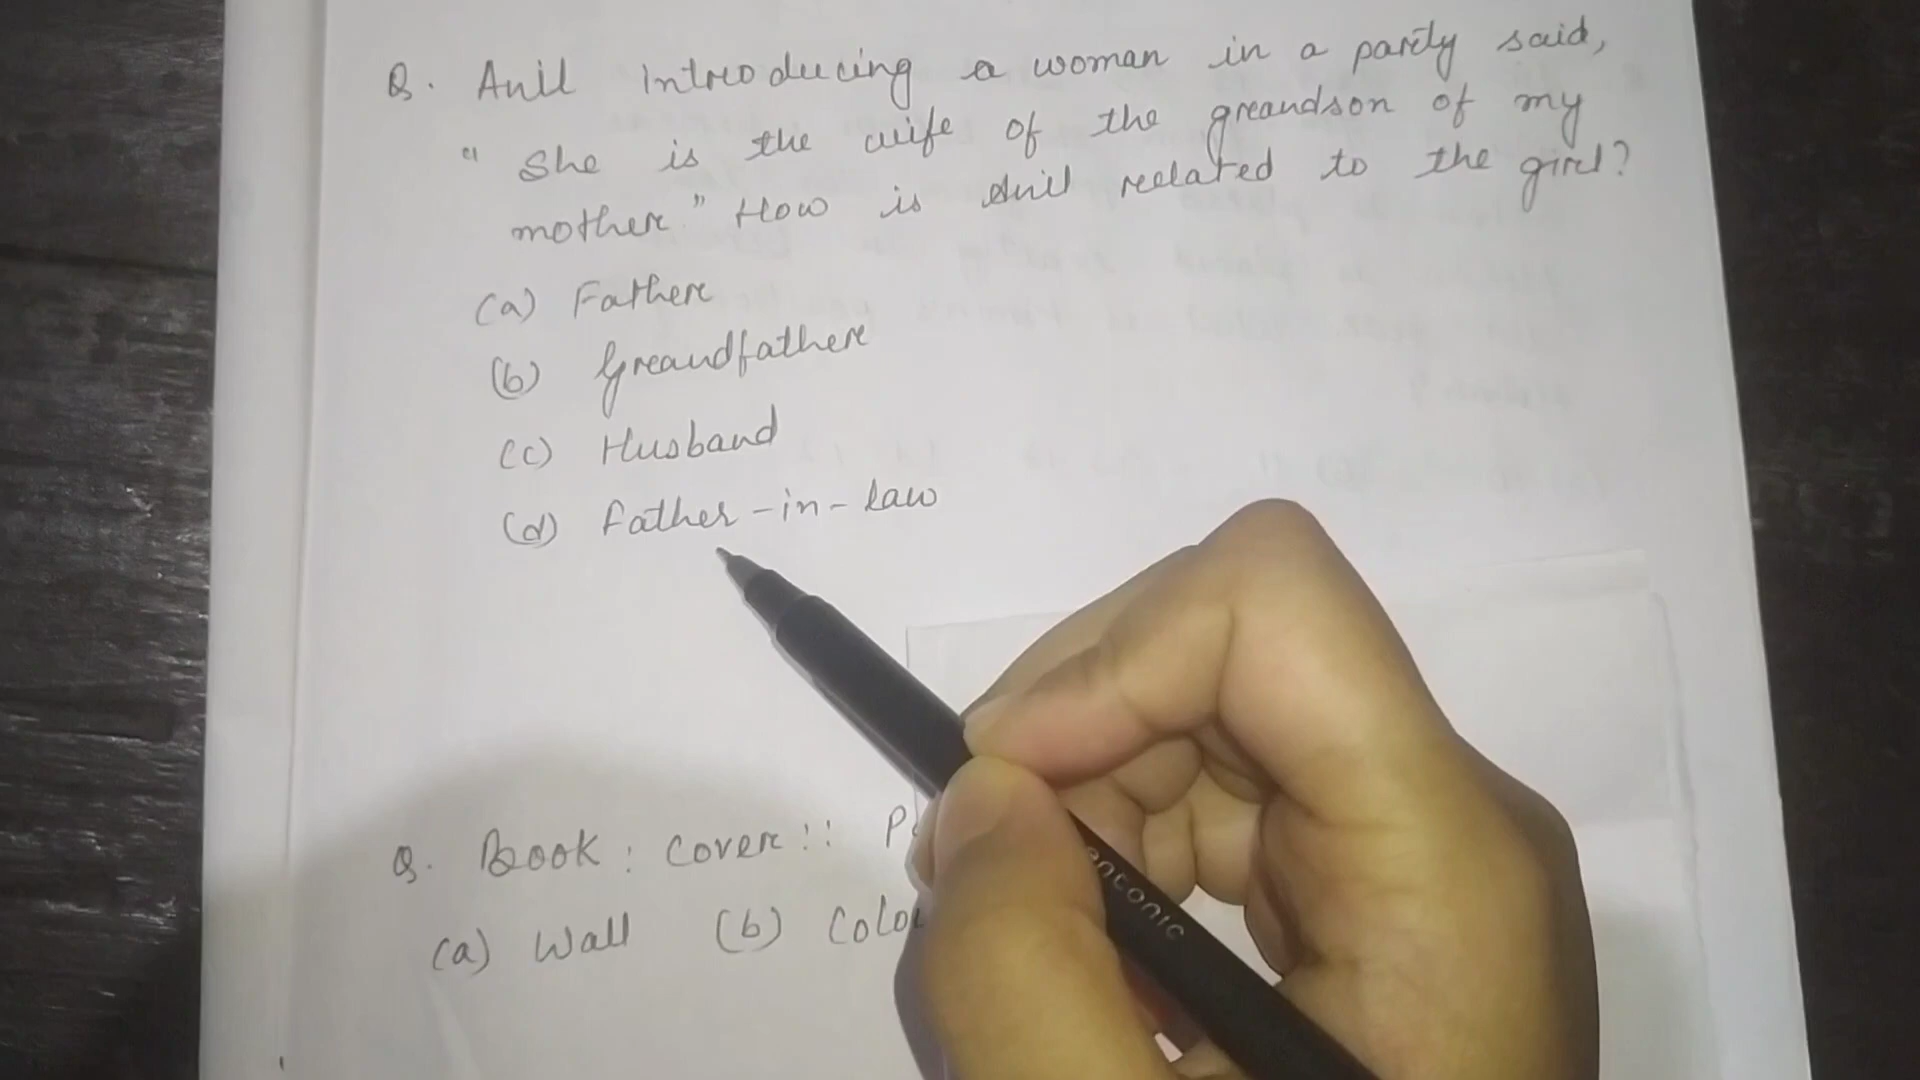 Q. Anil introducing a woman in a party said,
" She is the wife of the grandson of my
mother" How is Anil related to the girl?
(a) Father
(b) Grandfather
(c) Husband
(d) Father-in-law
Q. Book : Cover ::
(a) Wall (b)
entonic